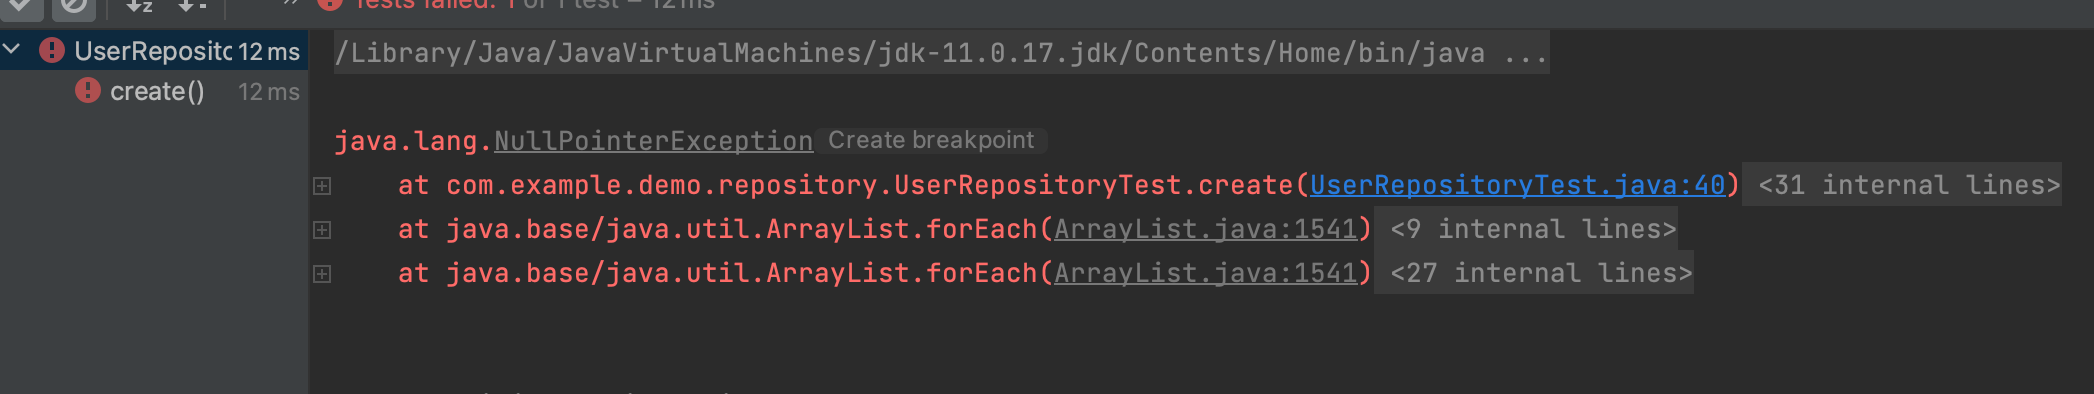 Tests failed: 1 of 1 test – 12 ms
UserReposito 12 ms
create() 12 ms
/Library/Java/JavaVirtualMachines/jdk-11.0.17.jdk/Contents/Home/bin/java ...
java.lang.NullPointerException Create breakpoint
at com.example.demo.repository.UserRepositoryTest.create(UserRepositoryTest.java:40) <31 internal lines>
at java.base/java.util.ArrayList.forEach(ArrayList.java:1541) <9 internal lines>
at java.base/java.util.ArrayList.forEach(ArrayList.java:1541) <27 internal lines>